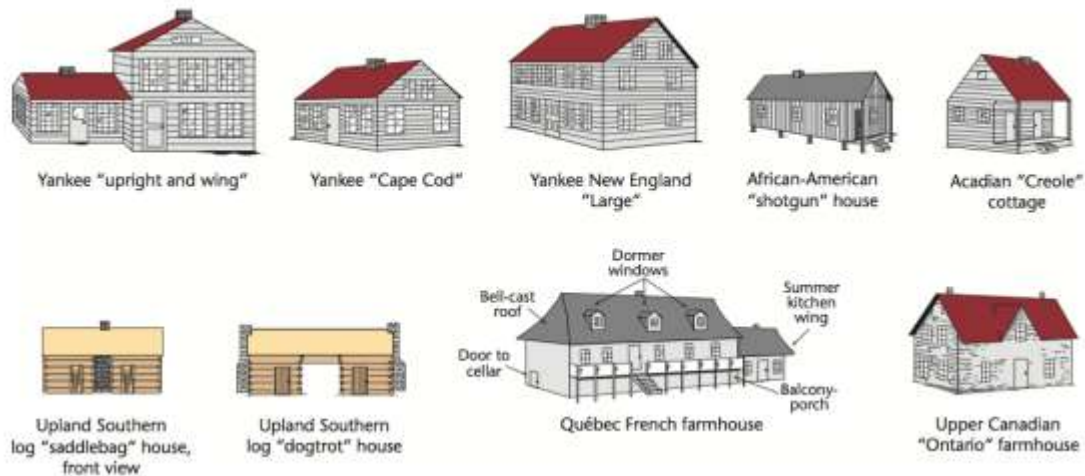 Yankee "upright and wing"
Yankee "Cape Cod"
Yankee New England
"Large"
African-American
"shotgun" house
Acadian "Creole"
cottage
Upland Southern
log "saddlebag" house,
front view
Upland Southern
log "dogtrot" house
Dormer
windows
Bell-cast
roof
Summer
kitchen
wing
Door to
cellar
Balcony-
porch
Québec French farmhouse
Upper Canadian
"Ontario" farmhouse